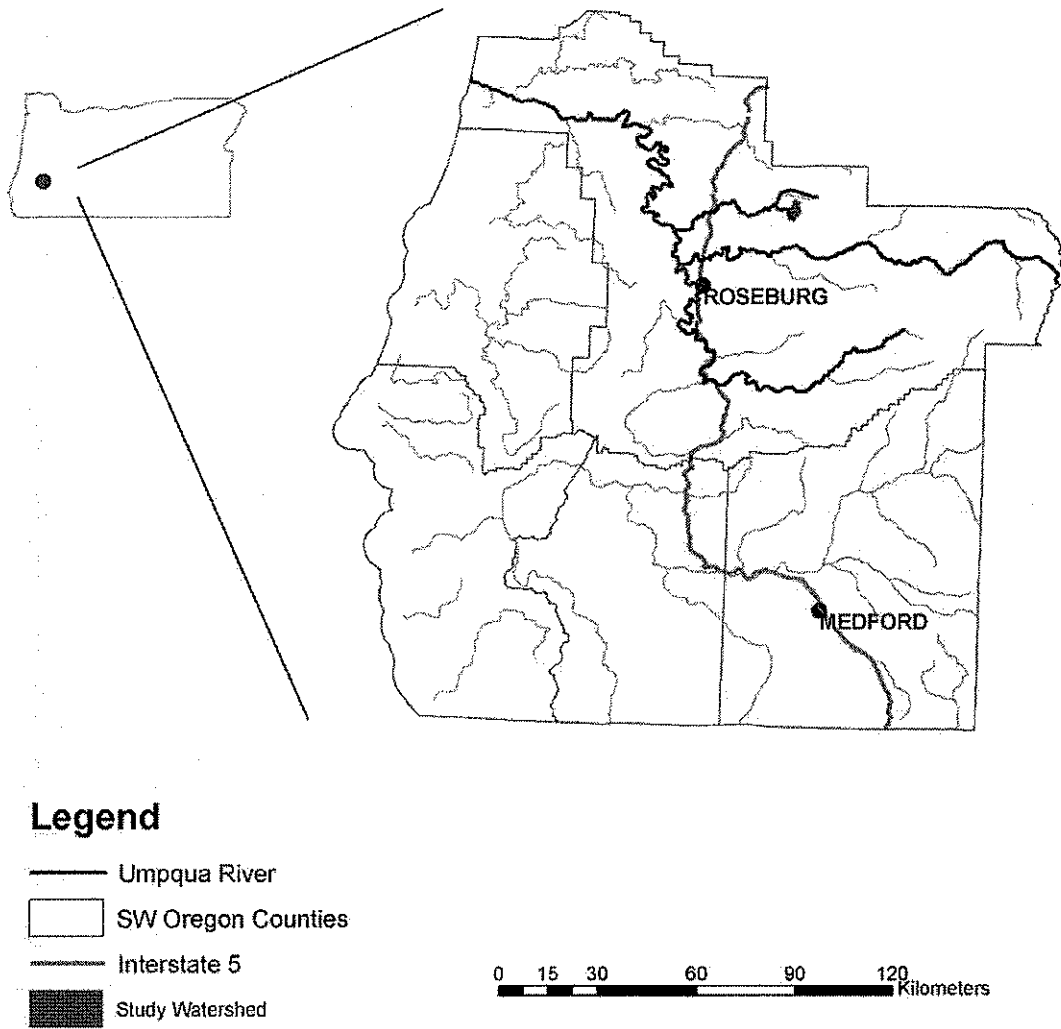 ROSEBURG
MEDFORD
Legend
Umpqua River
SW Oregon Counties
Interstate 5
Study Watershed
0 15 30 60 90 120
Kilometers